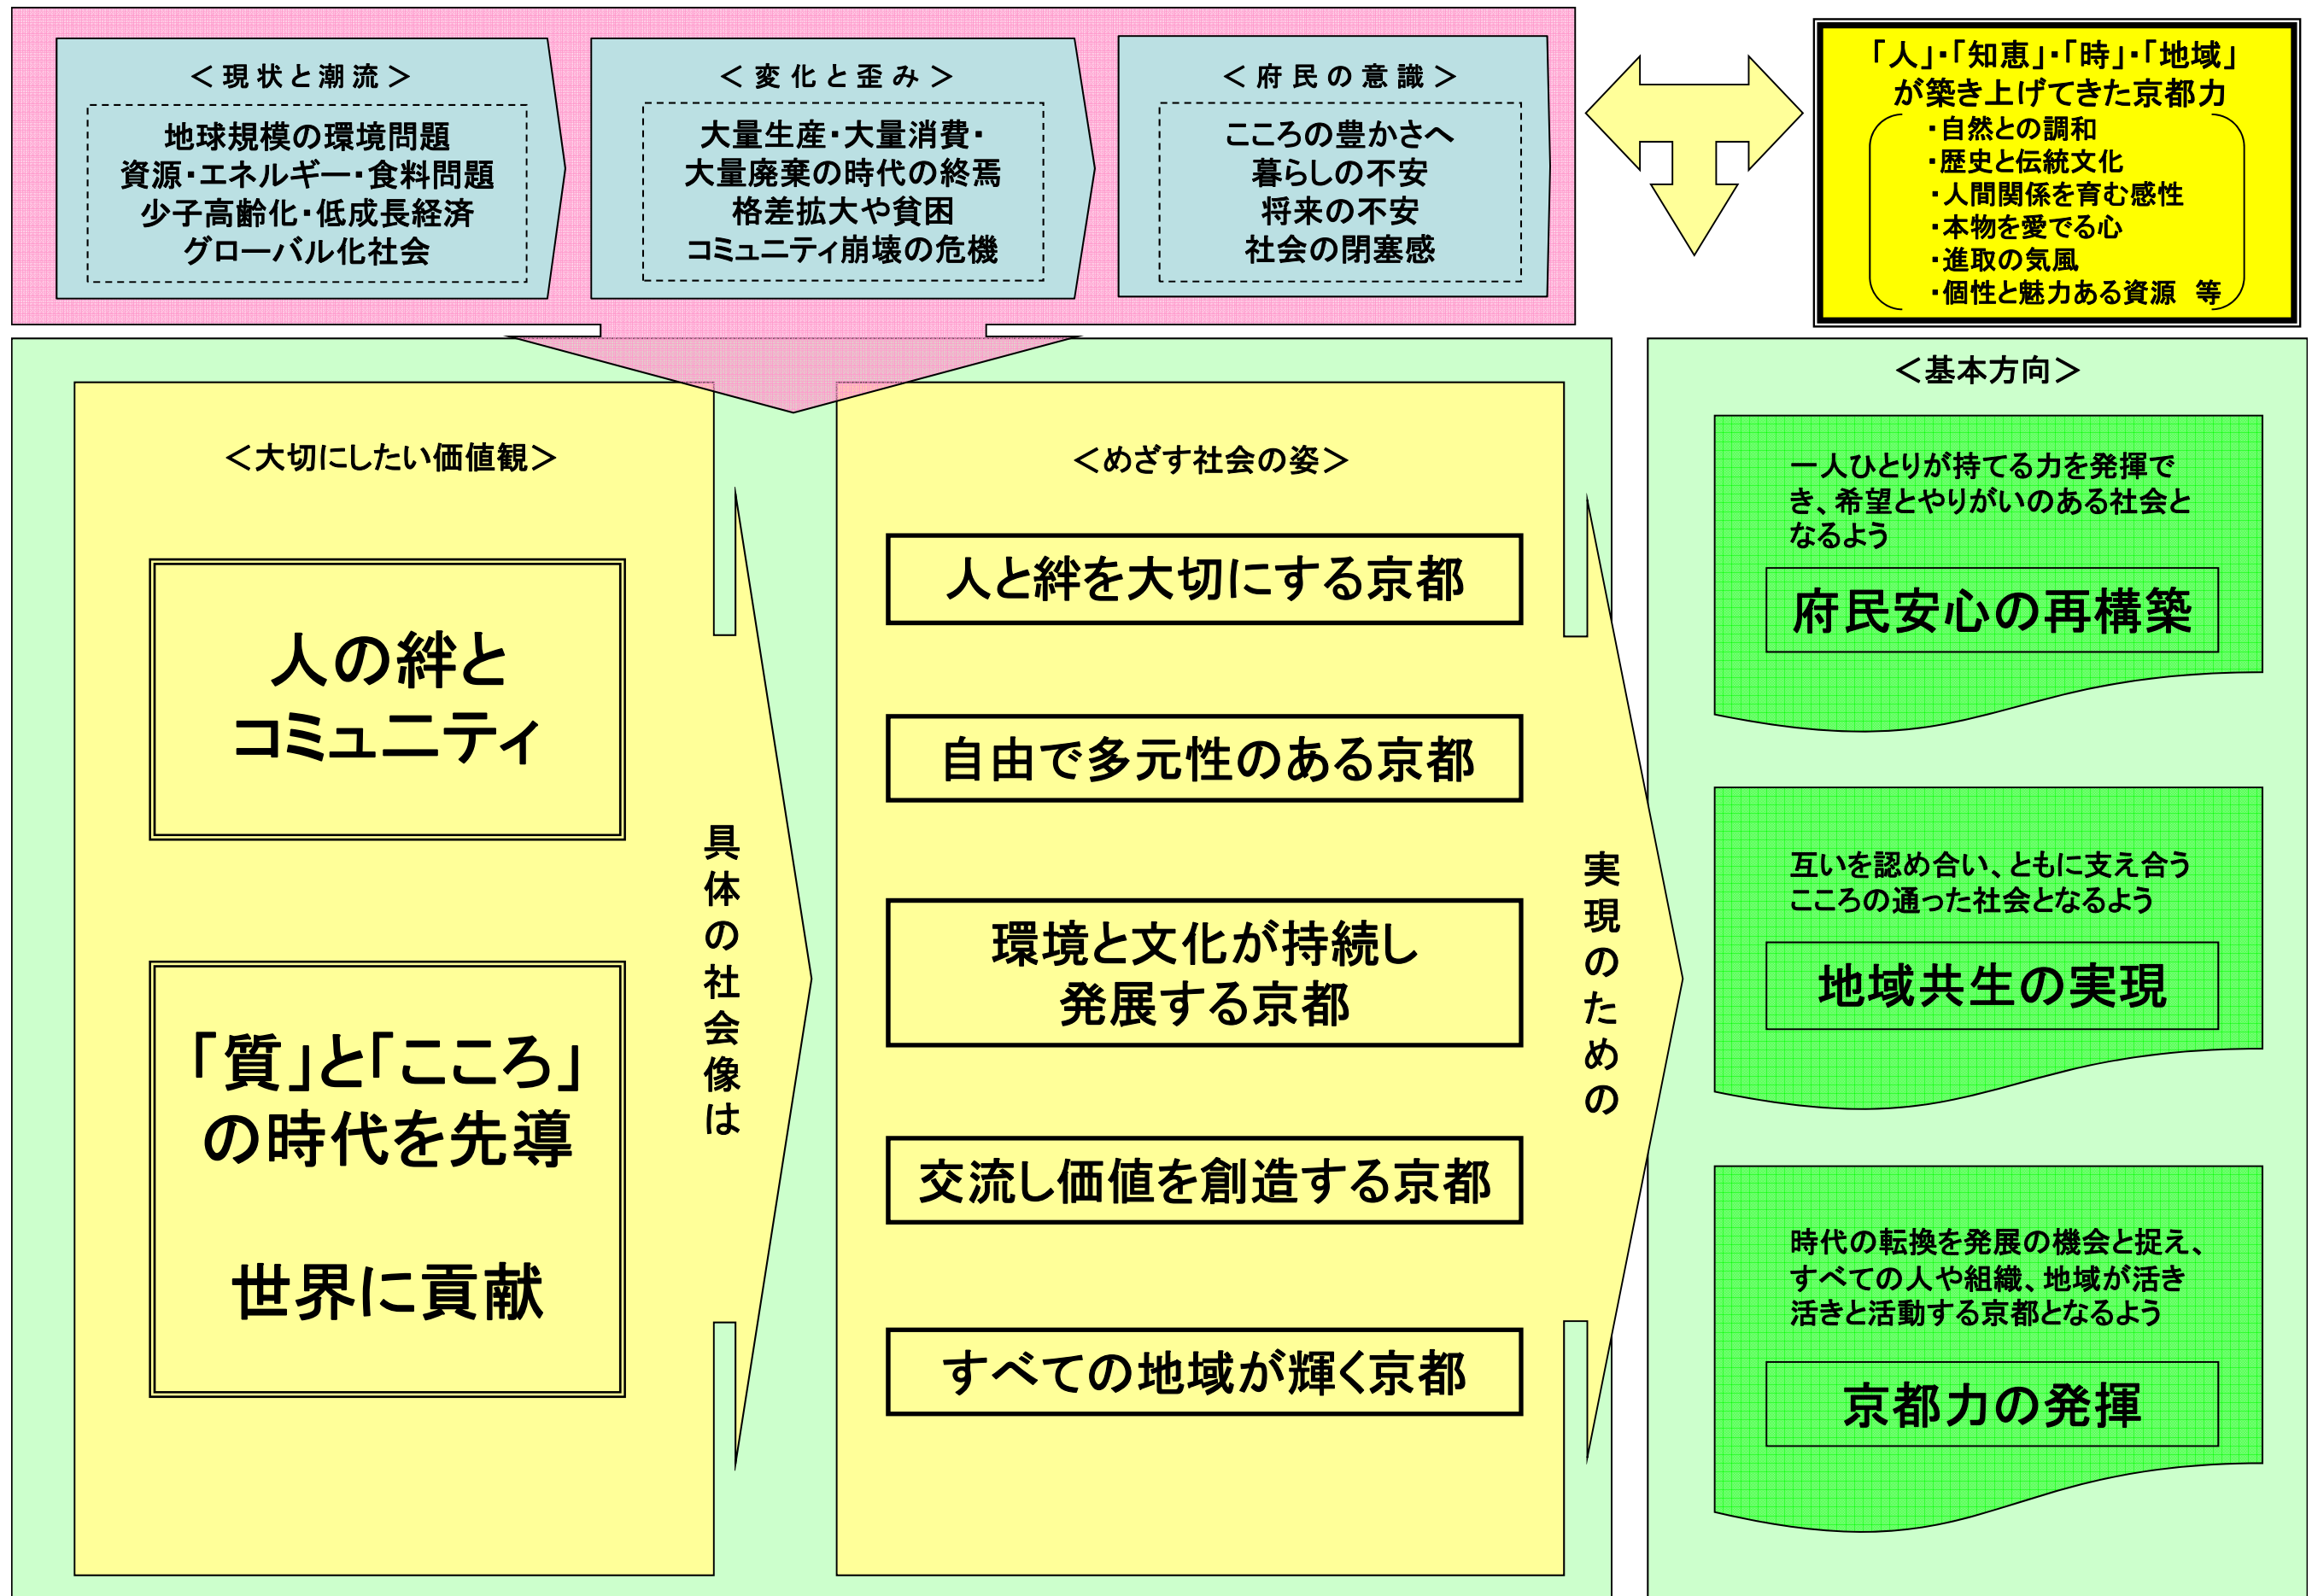 ＜現状と潮流＞
地球規模の環境問題
資源・エネルギー・食料問題
少子高齢化・低成長経済
グローバル化社会
＜変化と歪み＞
大量生産・大量消費・
大量廃棄の時代の終焉
格差拡大や貧困
コミュニティ崩壊の危機
＜府民の意識＞
こころの豊かさへ
暮らしの不安
将来の不安
社会の閉塞感
「人」・「知恵」・「時」・「地域」
が築き上げてきた京都力
・自然との調和
・歴史と伝統文化
・人間関係を育む感性
・本物を愛でる心
・進取の気風
・個性と魅力ある資源　等
＜大切にしたい価値観＞
人の絆と
コミュニティ
「質」と「こころ」
の時代を先導
世界に貢献
具体の社会像は
＜めざす社会の姿＞
人と絆を大切にする京都
自由で多元性のある京都
環境と文化が持続し
発展する京都
交流し価値を創造する京都
すべての地域が輝く京都
実現のための
＜基本方向＞
一人ひとりが持てる力を発揮で
き、希望とやりがいのある社会と
なるよう
府民安心の再構築
互いを認め合い、ともに支え合う
こころの通った社会となるよう
地域共生の実現
時代の転換を発展の機会と捉え、
すべての人や組織、地域が活き
活きと活動する京都となるよう
京都力の発揮